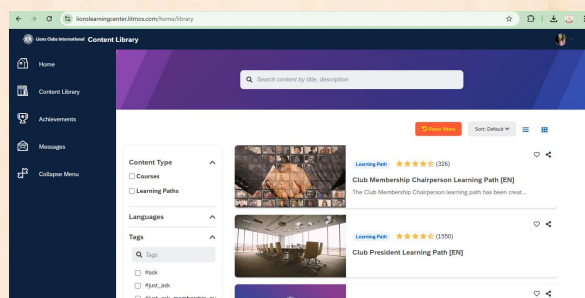 lionslearningcenter.litmos.com/home/library
Lions Clubs International Content Library
Home
Content Library
Achievements
Messages
Collapse Menu
Search content by title, description
Reset filters
Sort: Default
Content Type
Courses
Learning Paths
Languages
Tags
Tags
#ask
#just_ask
Learning Path (326)
Club Membership Chairperson Learning Path [EN]
The Club Membership Chairperson learning path has been creat...
Learning Path (1550)
Club President Learning Path [EN]